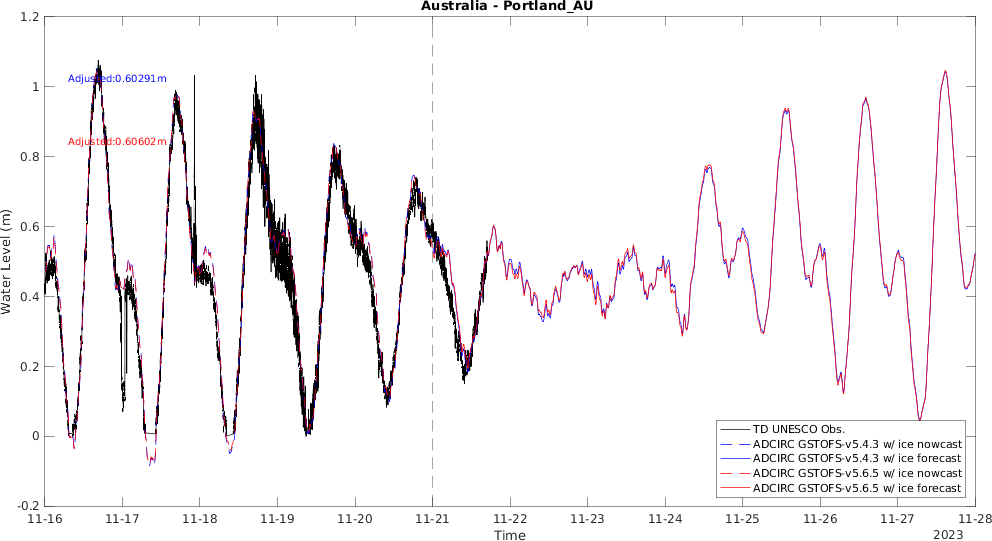 Australia - Portland_AU
1.2
1
0.8
0.6
0.4
0.2
0
-0.2
Water Level (m)
Adjusted:0.60291m
Adjusted:0.60602m
TD UNESCO Obs.
ADCIRC GSTOFS-v5.4.3 w/ ice nowcast
ADCIRC GSTOFS-v5.4.3 w/ ice forecast
ADCIRC GSTOFS-v5.6.5 w/ ice nowcast
ADCIRC GSTOFS-v5.6.5 w/ ice forecast
11-16 11-17 11-18 11-19 11-20 11-21 11-22 11-23 11-24 11-25 11-26 11-27 11-28
Time
2023